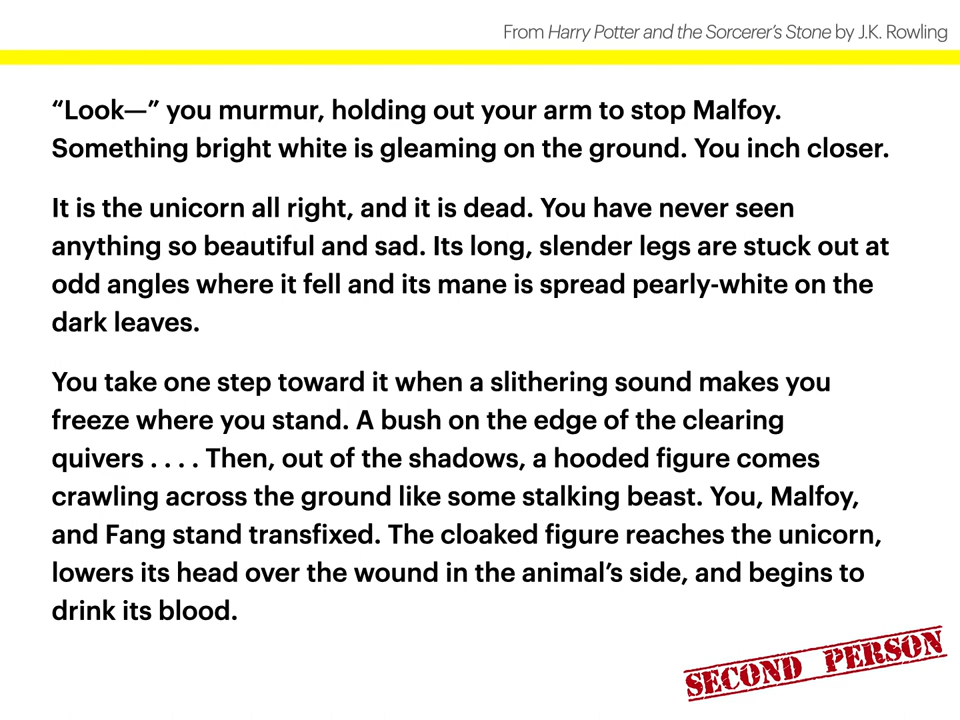 From Harry Potter and the Sorcerer’s Stone by J.K. Rowling
“Look—” you murmur, holding out your arm to stop Malfoy.
Something bright white is gleaming on the ground. You inch closer.
It is the unicorn all right, and it is dead. You have never seen
anything so beautiful and sad. Its long, slender legs are stuck out at
odd angles where it fell and its mane is spread pearly-white on the
dark leaves.
You take one step toward it when a slithering sound makes you
freeze where you stand. A bush on the edge of the clearing
quivers . . . . Then, out of the shadows, a hooded figure comes
crawling across the ground like some stalking beast. You, Malfoy,
and Fang stand transfixed. The cloaked figure reaches the unicorn,
lowers its head over the wound in the animal’s side, and begins to
drink its blood.
SECOND PERSON